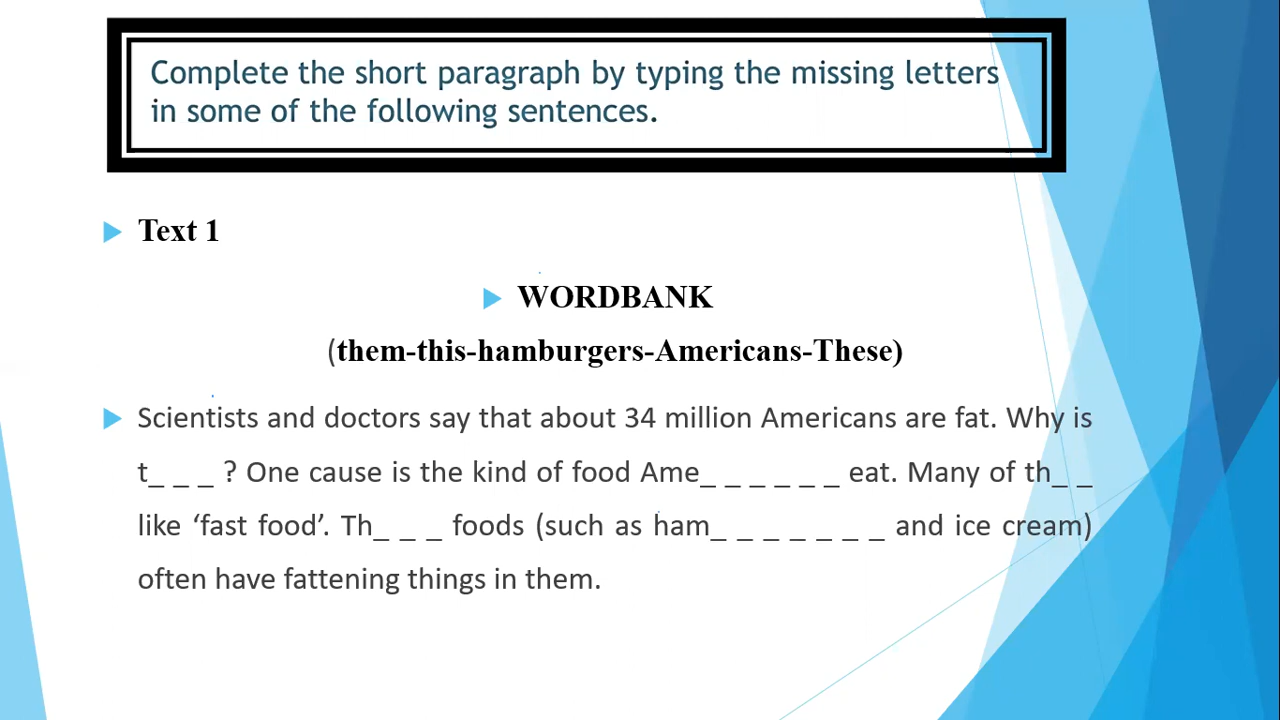 Complete the short paragraph by typing the missing letters
in some of the following sentences.
Text 1
WORDBANK
(them-this-hamburgers-Americans-These)
Scientists and doctors say that about 34 million Americans are fat. Why is
t_ _ _ ? One cause is the kind of food Ame_ _ _ _ _ _ eat. Many of th_ _
like ‘fast food’. Th_ _ _ foods (such as ham_ _ _ _ _ _ _ and ice cream)
often have fattening things in them.